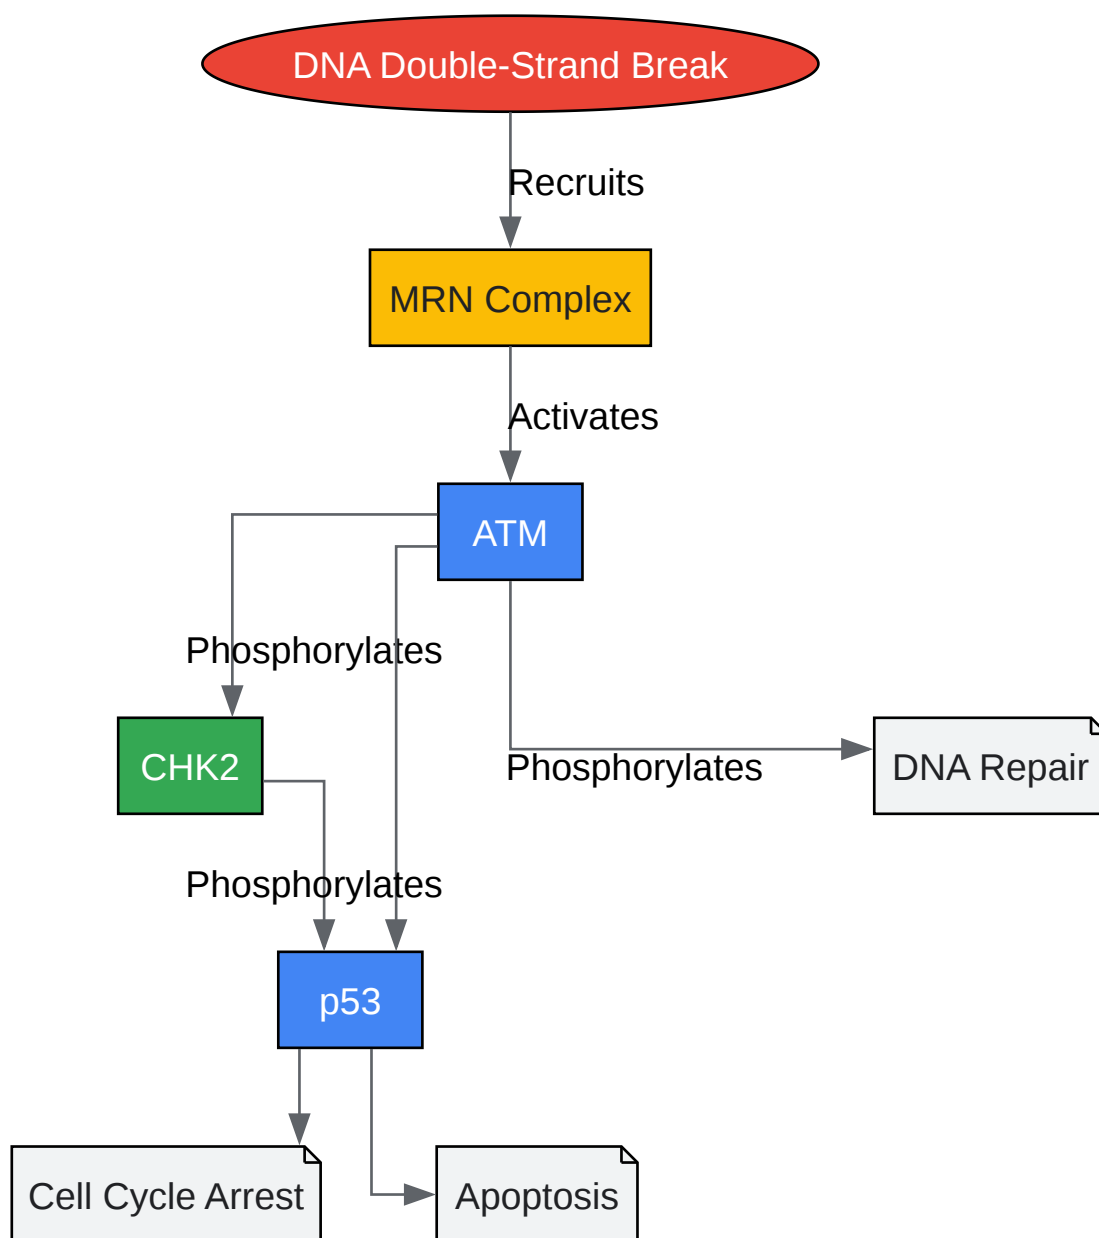 DNA Double-Strand Break
Recruits
MRN Complex
Activates
ATM
Phosphorylates
CHK2
Phosphorylates
DNA Repair
Phosphorylates
p53
Cell Cycle Arrest
Apoptosis